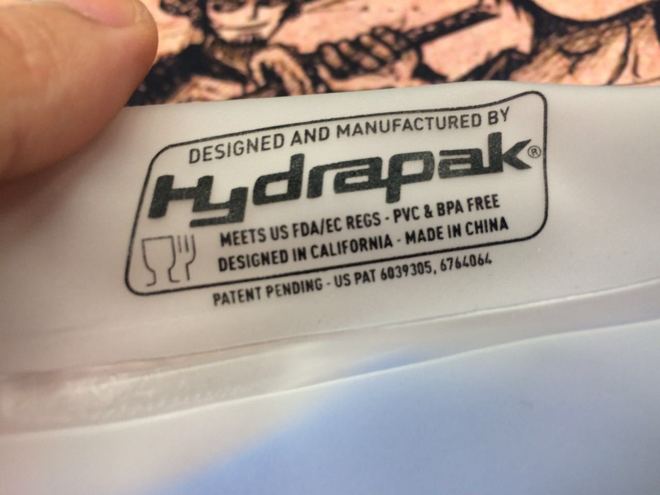 DESIGNED AND MANUFACTURED BY
Hydrapak®
MEETS US FDA/EC REGS - PVC & BPA FREE
DESIGNED IN CALIFORNIA - MADE IN CHINA
PATENT PENDING - US PAT 6039305, 6764064